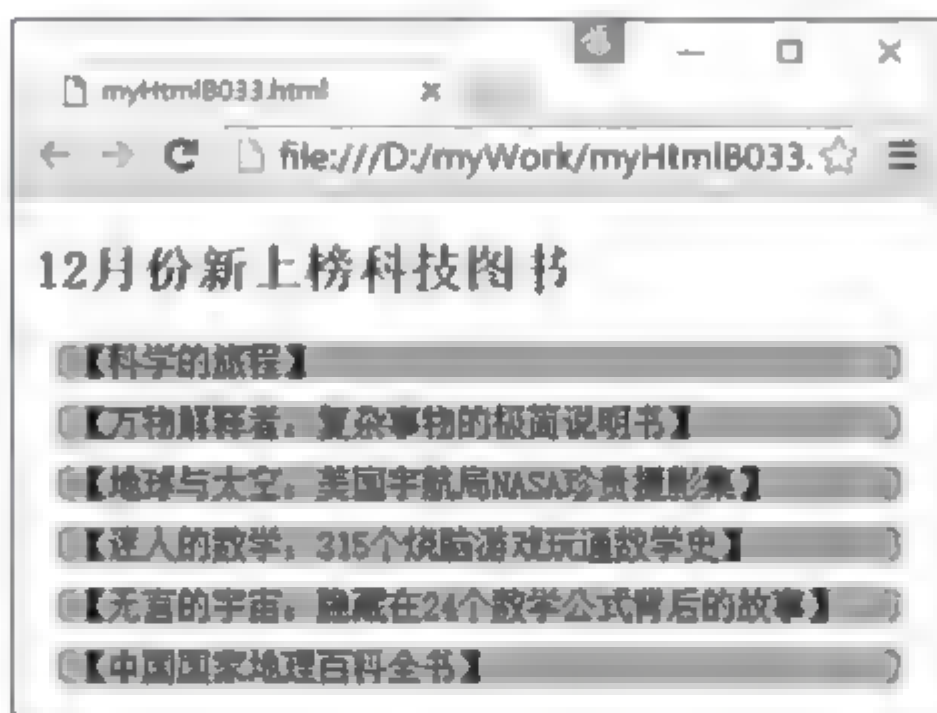 myHtmlB033.html
file:///D:/myWork/myHtmlB033.
12月份新上榜科技图书
【科学的旅程】
【万物解释者：复杂事物的极简说明书】
【地球与太空：美国宇航局NASA珍贵摄影集】
【迷人的数学：315个烧脑游戏玩通数学史】
【无言的宇宙：隐藏在24个数学公式背后的故事】
【中国国家地理百科全书】